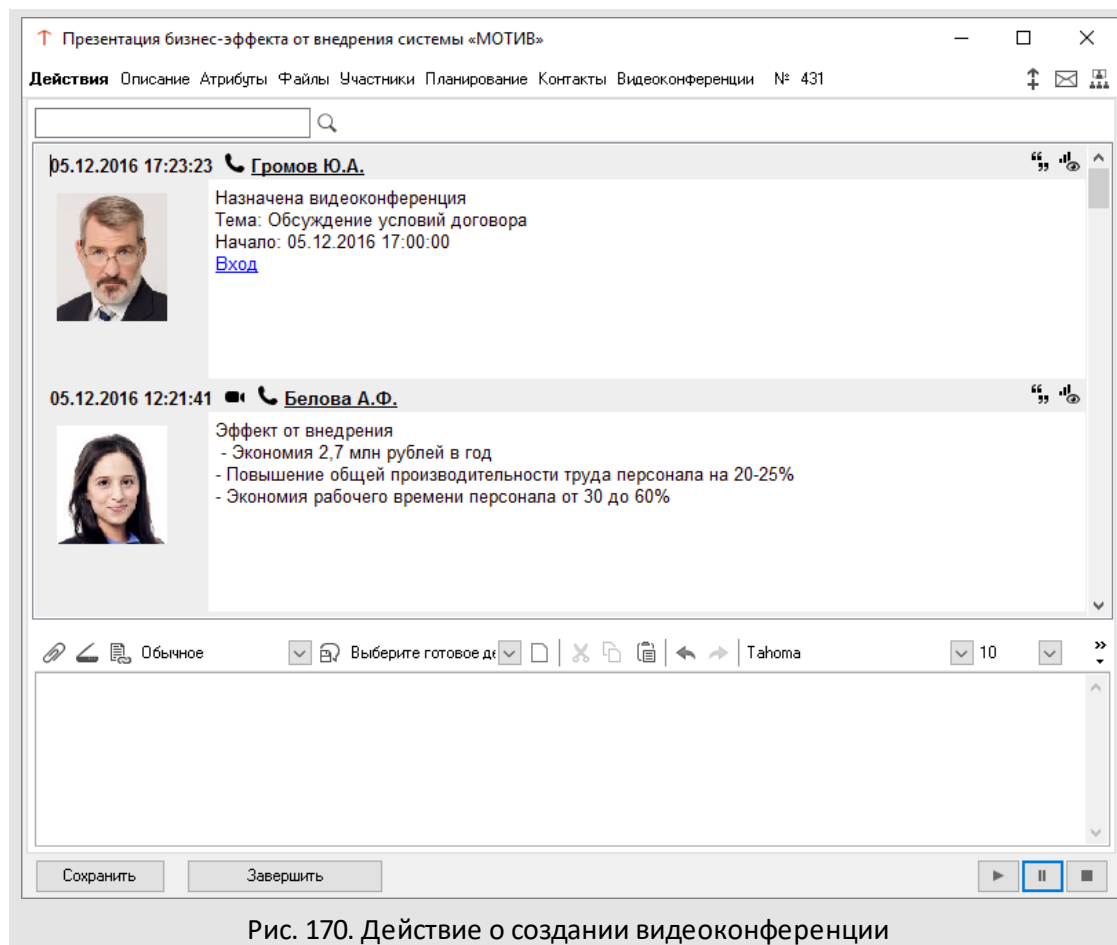 Презентация бизнес-эффекта от внедрения системы «МОТИВ»
Действия Описание Атрибуты Файлы Участники Планирование Контакты Видеоконференции № 431
05.12.2016 17:23:23 Громов Ю.А.
Назначена видеоконференция
Тема: Обсуждение условий договора
Начало: 05.12.2016 17:00:00
Вход
05.12.2016 12:21:41 Белова А.Ф.
Эффект от внедрения
- Экономия 2,7 млн рублей в год
- Повышение общей производительности труда персонала на 20-25%
- Экономия рабочего времени персонала от 30 до 60%
Обычное Выберите готовое де Tahoma 10
Сохранить Завершить
Рис. 170. Действие о создании видеоконференции